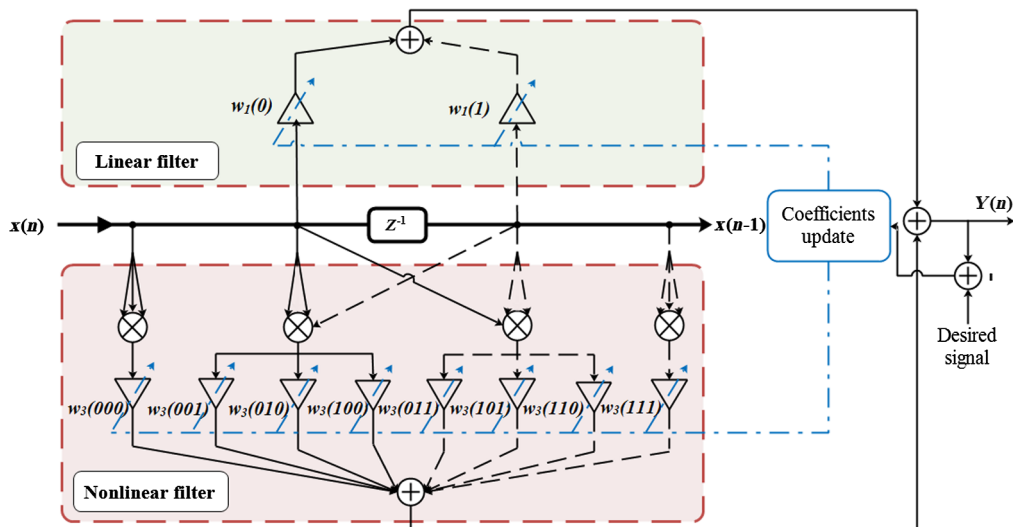 w₁(0)
w₁(1)
Linear filter
x(n)
Z⁻¹
x(n-1)
Coefficients
update
Y(n)
-
Desired
signal
w₃(000)
w₃(001)
w₃(010)
w₃(100)
w₃(011)
w₃(101)
w₃(110)
w₃(111)
Nonlinear filter